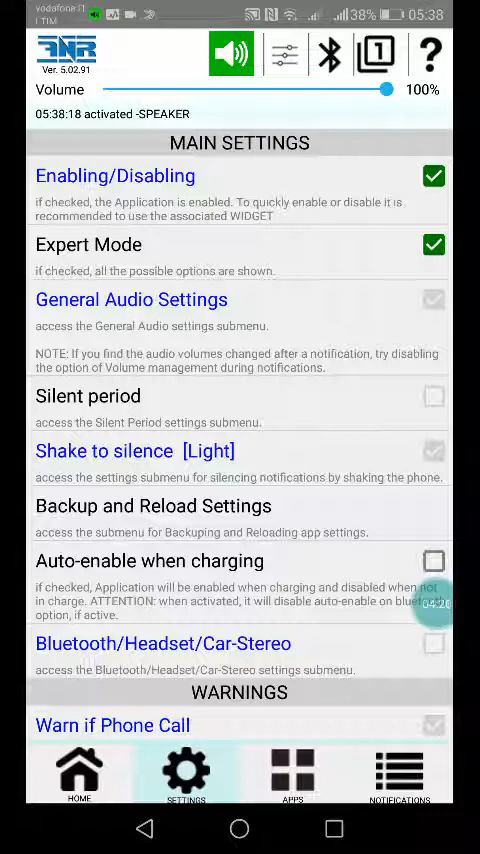 vodafone IT
I TIM
38%
05:38
ANR
Ver. 5.02.91
1
?
Volume
100%
05:38:18 activated -SPEAKER
MAIN SETTINGS
Enabling/Disabling
if checked, the Application is enabled. To quickly enable or disable it is
recommended to use the associated WIDGET
Expert Mode
if checked, all the possible options are shown.
General Audio Settings
access the General Audio settings submenu.
NOTE: If you find the audio volumes changed after a notification, try disabling
the option of Volume management during notifications.
Silent period
access the Silent Period settings submenu.
Shake to silence [Light]
access the settings submenu for silencing notifications by shaking the phone.
Backup and Reload Settings
access the submenu for Backuping and Reloading app settings.
Auto-enable when charging
if checked, Application will be enabled when charging and disabled when not
in charge. ATTENTION: when activated, it will disable auto-enable on bluetooth
option, if active.
04:20
Bluetooth/Headset/Car-Stereo
access the Bluetooth/Headset/Car-Stereo settings submenu.
WARNINGS
Warn if Phone Call
HOME
SETTINGS
APPS
NOTIFICATIONS